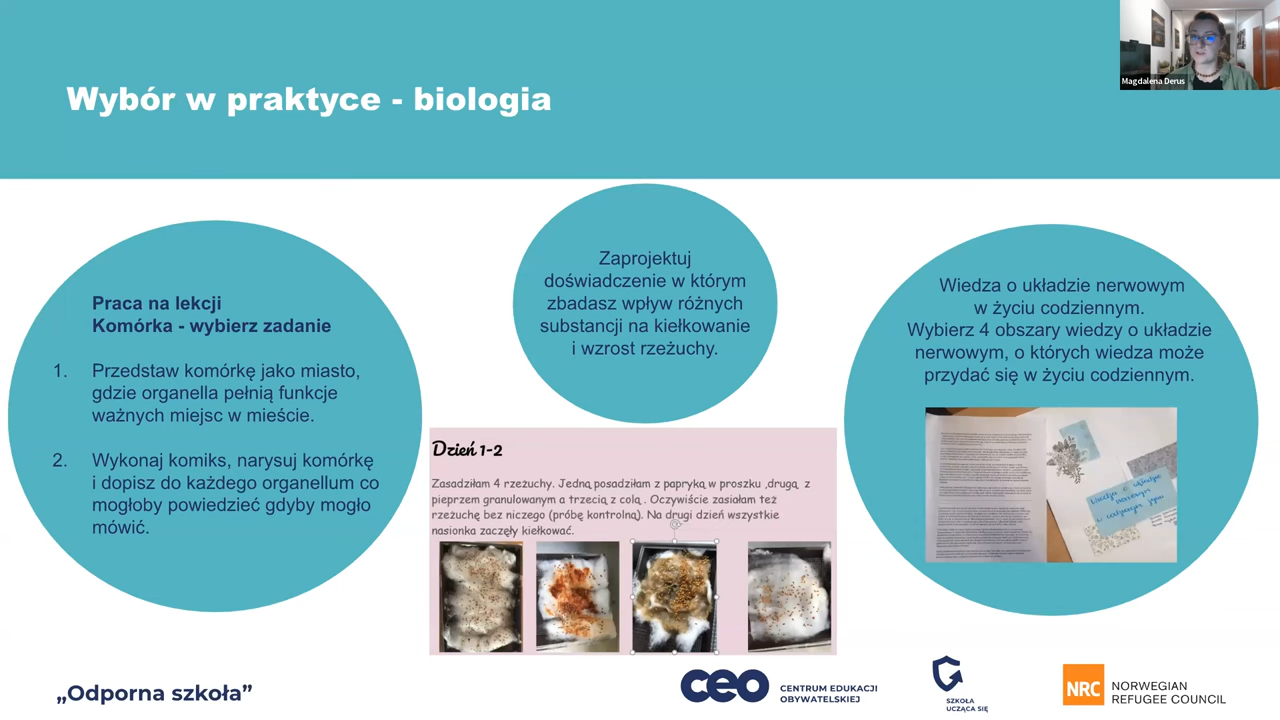 Wybór w praktyce - biologia
Magdalena Derus
Praca na lekcji
Komórka - wybierz zadanie
1. Przedstaw komórkę jako miasto,
gdzie organella pełnią funkcje
ważnych miejsc w mieście.
2. Wykonaj komiks, narysuj komórkę
i dopisz do każdego organellum co
mogłoby powiedzieć gdyby mogło
mówić.
Zaprojektuj
doświadczenie w którym
zbadasz wpływ różnych
substancji na kiełkowanie
i wzrost rzeżuchy.
Dzień 1-2
Zasadziłam 4 rzeżuchy. Jedną posadziłam z papryką w proszku ,drugą z
pieprzem granulowanym a trzecią z colą . Oczywiście zasiałam też
rzeżuchę bez niczego (próbę kontrolną). Na drugi dzień wszystkie
nasionka zaczęły kiełkować.
Wiedza o układzie nerwowym
w życiu codziennym.
Wybierz 4 obszary wiedzy o układzie
nerwowym, o których wiedza może
przydać się w życiu codziennym.
Wiedza o układzie
nerwowym
w codziennym życiu
„Odporna szkoła”
ceo
CENTRUM EDUKACJI
OBYWATELSKIEJ
SZKOŁA
UCZĄCA SIĘ
NRC
NORWEGIAN
REFUGEE COUNCIL